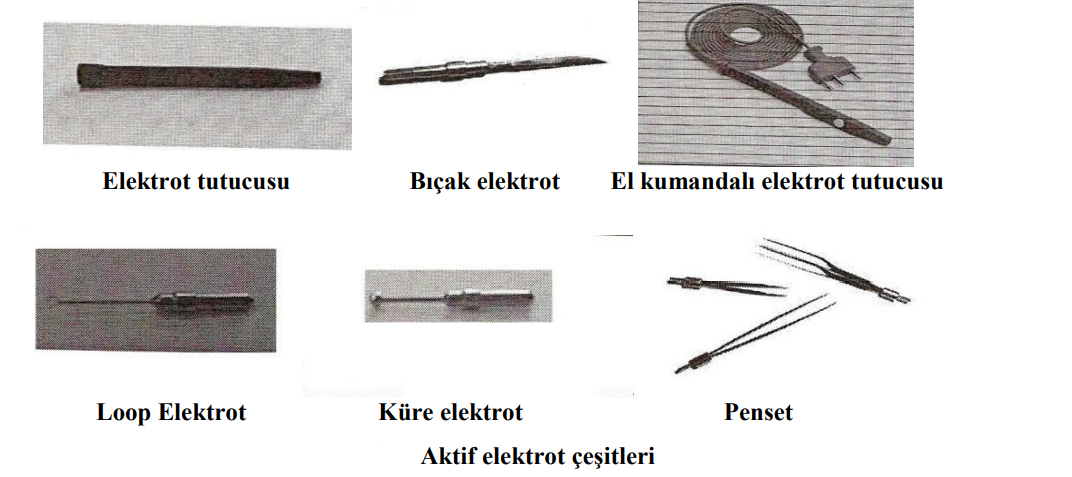 Elektrot tutucusu
Bıçak elektrot
El kumandalı elektrot tutucusu
Loop Elektrot
Küre elektrot
Penset
Aktif elektrot çeşitleri